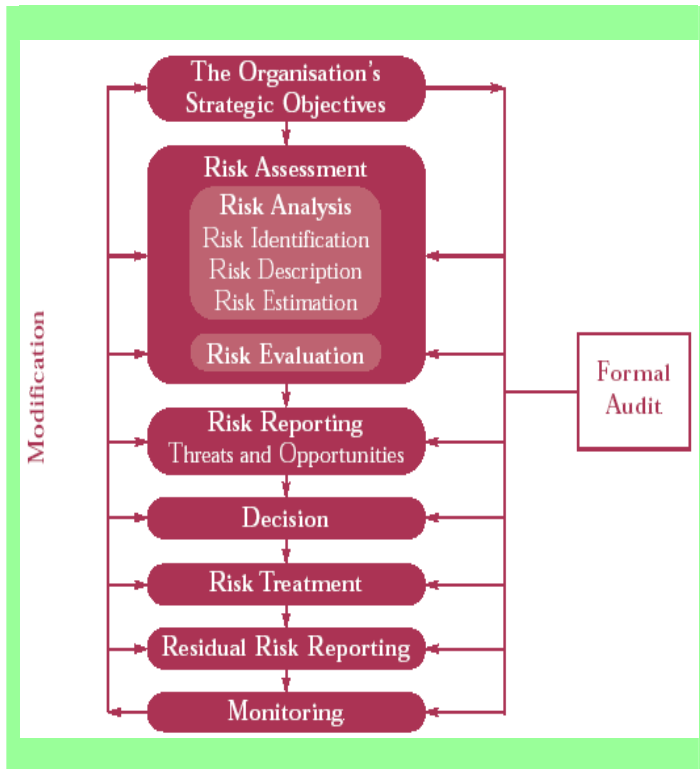 The Organisation's
Strategic Objectives
Risk Assessment
Risk Analysis
Risk Identification
Risk Description
Risk Estimation
Risk Evaluation
Risk Reporting
Threats and Opportunities
Decision
Risk Treatment
Residual Risk Reporting
Monitoring
Modification
Formal
Audit